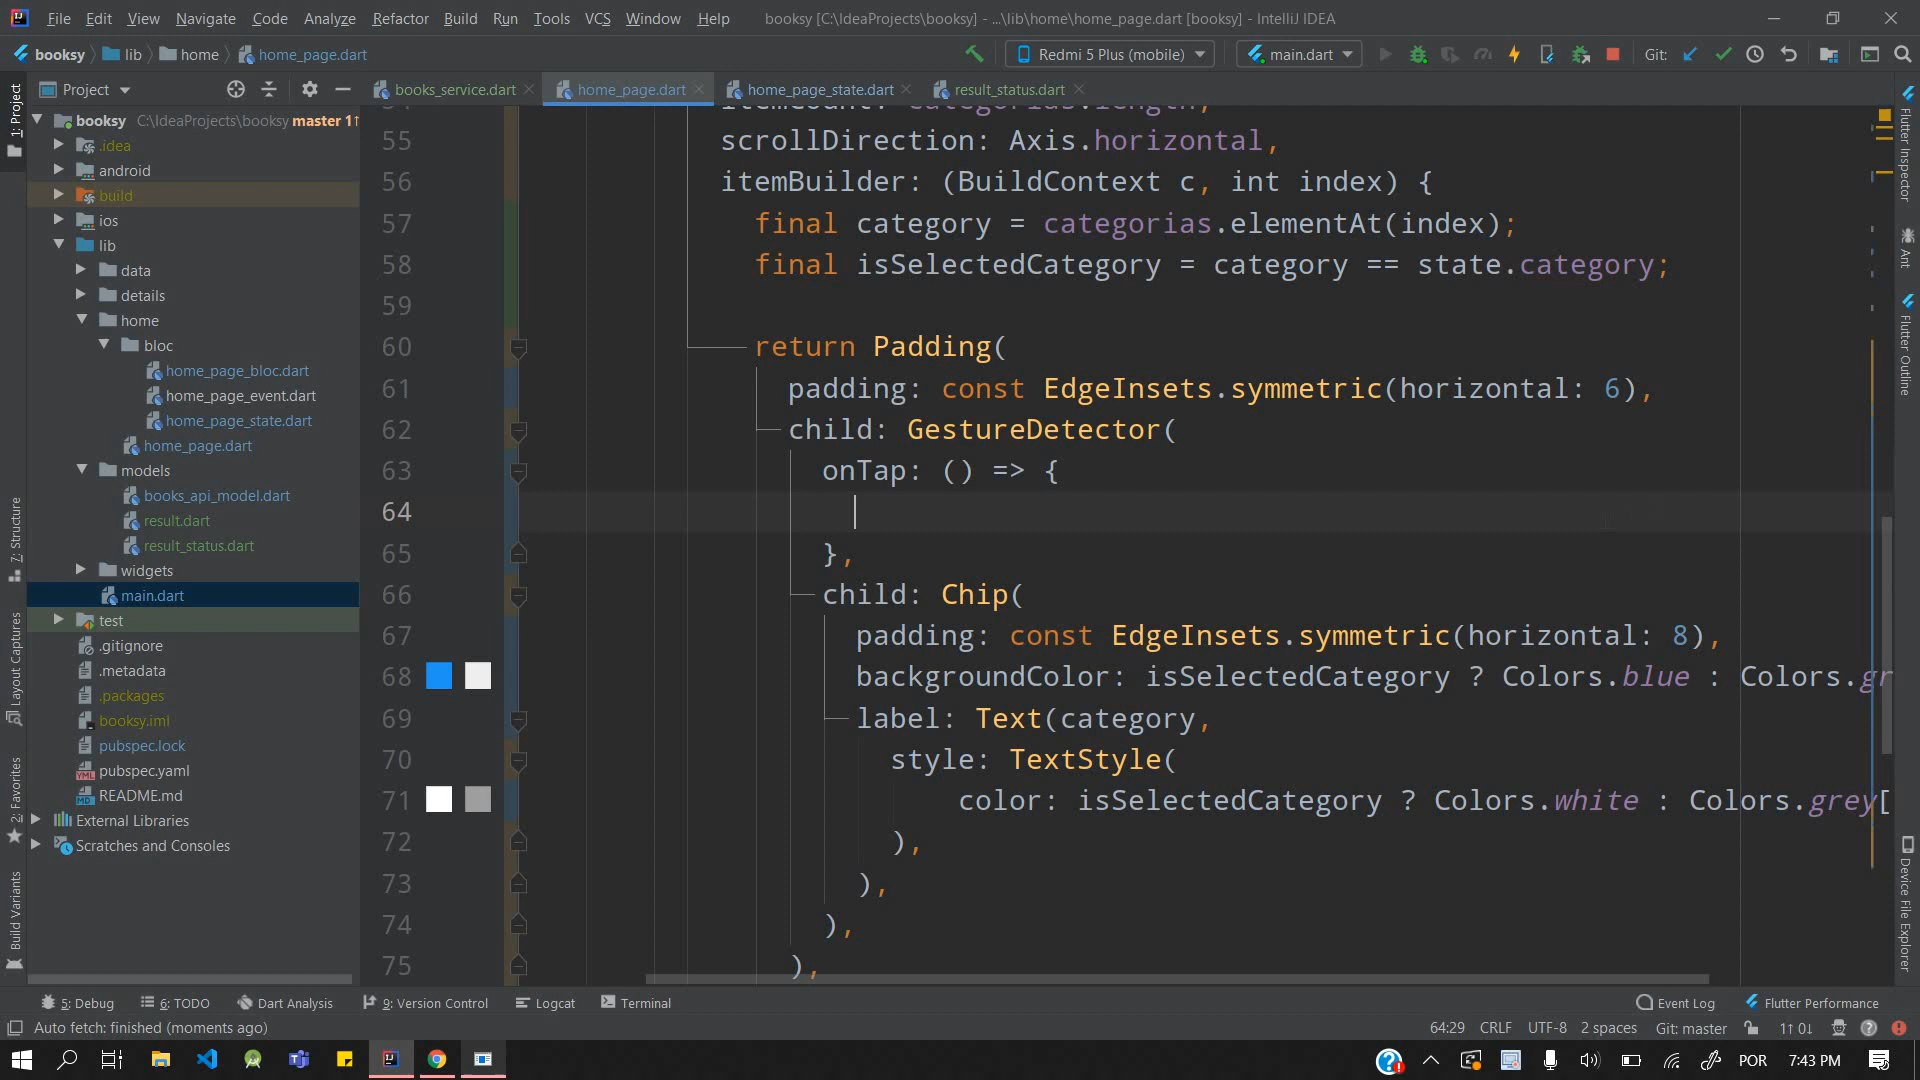 File Edit View Navigate Code Analyze Refactor Build Run Tools VCS Window Help booksy [C:\IdeaProjects\booksy] - ...\lib\home\home_page.dart [booksy] - IntelliJ IDEA
booksy lib home home_page.dart Redmi 5 Plus (mobile) main.dart Git:
Project books_service.dart home_page.dart home_page_state.dart result_status.dart
booksy C:\IdeaProjects\booksy master 1↑
.idea
android
build
ios
lib
data
details
home
bloc
home_page_bloc.dart
home_page_event.dart
home_page_state.dart
home_page.dart
models
books_api_model.dart
result.dart
result_status.dart
widgets
main.dart
test
.gitignore
.metadata
.packages
booksy.iml
pubspec.lock
pubspec.yaml
README.md
External Libraries
Scratches and Consoles
1: Project
7: Structure
Layout Captures
2: Favorites
Build Variants
itemCount: categorias.length,
55 scrollDirection: Axis.horizontal,
56 itemBuilder: (BuildContext c, int index) {
57 final category = categorias.elementAt(index);
58 final isSelectedCategory = category == state.category;
59
60 return Padding(
61 padding: const EdgeInsets.symmetric(horizontal: 6),
62 child: GestureDetector(
63 onTap: () => {
64
65 },
66 child: Chip(
67 padding: const EdgeInsets.symmetric(horizontal: 8),
68 backgroundColor: isSelectedCategory ? Colors.blue : Colors.gr
69 label: Text(category,
70 style: TextStyle(
71 color: isSelectedCategory ? Colors.white : Colors.grey[
72 ),
73 ),
74 ),
75 ),
Flutter Inspector
Ant
Flutter Outline
Device File Explorer
5: Debug 6: TODO Dart Analysis 9: Version Control Logcat Terminal Event Log Flutter Performance
Auto fetch: finished (moments ago) 64:29 CRLF UTF-8 2 spaces Git: master 1↑ 0↓
POR 7:43 PM